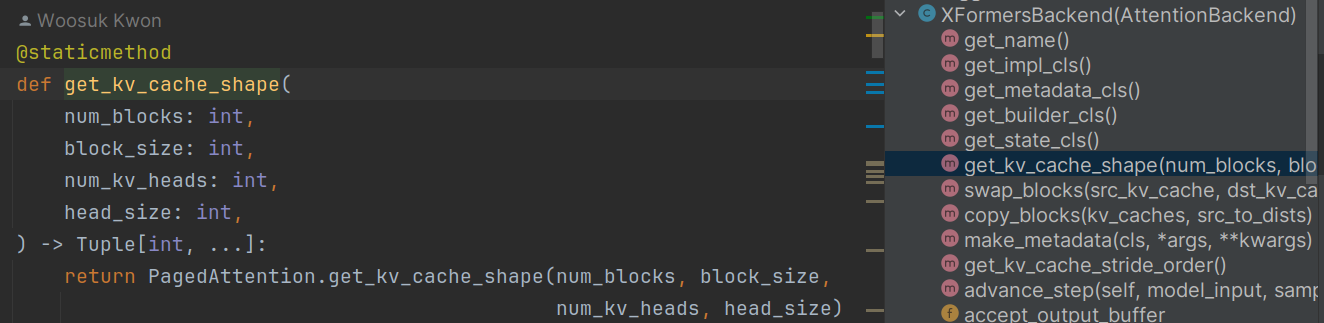 Woosuk Kwon
@staticmethod
def get_kv_cache_shape(
    num_blocks: int,
    block_size: int,
    num_kv_heads: int,
    head_size: int,
) -> Tuple[int, ...]:
    return PagedAttention.get_kv_cache_shape(num_blocks, block_size,
                                             num_kv_heads, head_size)
XFormersBackend(AttentionBackend)
get_name()
get_impl_cls()
get_metadata_cls()
get_builder_cls()
get_state_cls()
get_kv_cache_shape(num_blocks, blo
swap_blocks(src_kv_cache, dst_kv_ca
copy_blocks(kv_caches, src_to_dists)
make_metadata(cls, *args, **kwargs)
get_kv_cache_stride_order()
advance_step(self, model_input, samp
accept_output_buffer